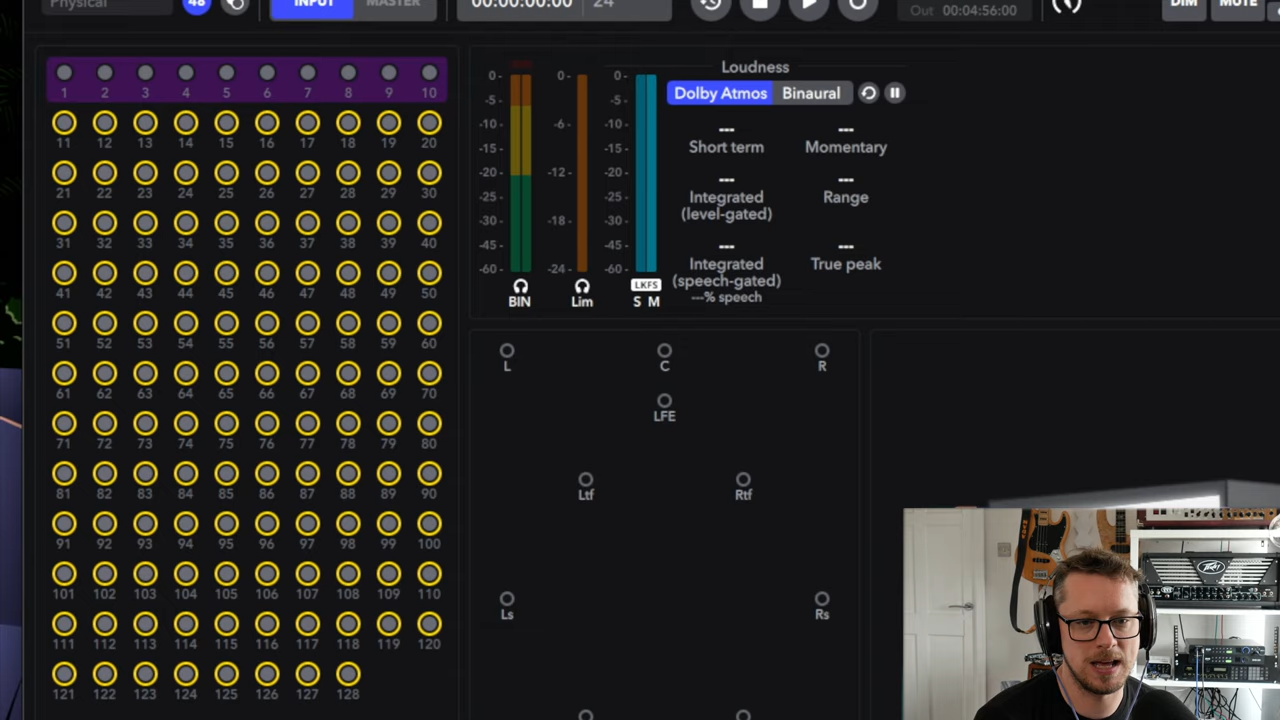 Physical 48 INPUT MASTER 00:00:00:00 24 Out 00:04:56:00 DIM MUTE
1 2 3 4 5 6 7 8 9 10
11 12 13 14 15 16 17 18 19 20
21 22 23 24 25 26 27 28 29 30
31 32 33 34 35 36 37 38 39 40
41 42 43 44 45 46 47 48 49 50
51 52 53 54 55 56 57 58 59 60
61 62 63 64 65 66 67 68 69 70
71 72 73 74 75 76 77 78 79 80
81 82 83 84 85 86 87 88 89 90
91 92 93 94 95 96 97 98 99 100
101 102 103 104 105 106 107 108 109 110
111 112 113 114 115 116 117 118 119 120
121 122 123 124 125 126 127 128
0-
-5-
-10-
-15-
-20-
-25-
-30-
-45-
-60-
BIN
0-
-6-
-12-
-18-
-24-
Lim
0-
-5-
-10-
-15-
-20-
-25-
-30-
-45-
-60-
LKFS
S M
Loudness
Dolby Atmos Binaural
--- ---
Short term Momentary
--- ---
Integrated Range
(level-gated)
--- ---
Integrated True peak
(speech-gated)
---% speech
L C R
LFE
Ltf Rtf
Ls Rs
PEAVEY